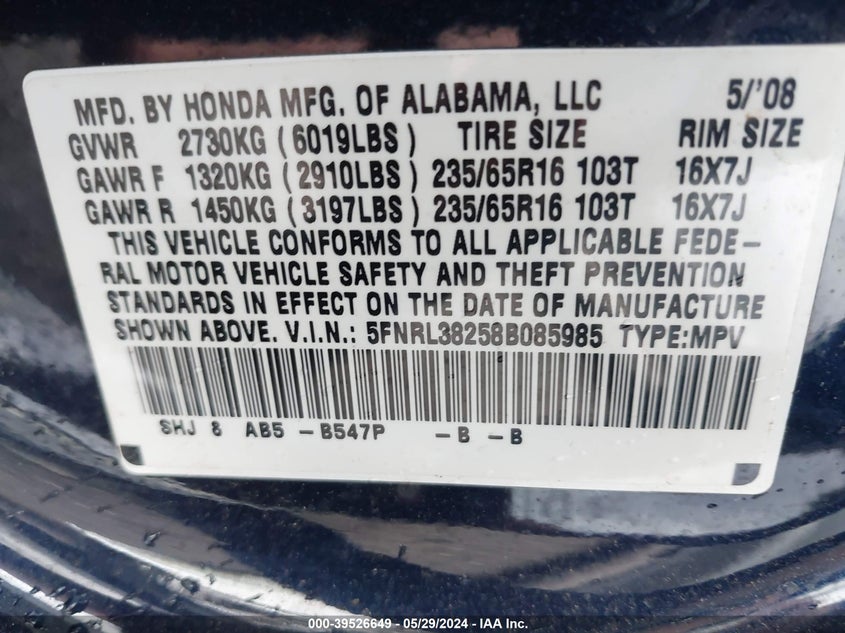 MFD. BY HONDA MFG. OF ALABAMA, LLC 5/'08
GVWR 2730KG (6019LBS) TIRE SIZE RIM SIZE
GAWR F 1320KG (2910LBS) 235/65R16 103T 16X7J
GAWR R 1450KG (3197LBS) 235/65R16 103T 16X7J
THIS VEHICLE CONFORMS TO ALL APPLICABLE FEDE-
RAL MOTOR VEHICLE SAFETY AND THEFT PREVENTION
STANDARDS IN EFFECT ON THE DATE OF MANUFACTURE
SHOWN ABOVE. V.I.N.: 5FNRL38258B085985 TYPE:MPV
SHJ 8 AB5 -B547P -B -B
000-39526649 - 05/29/2024 - IAA Inc.